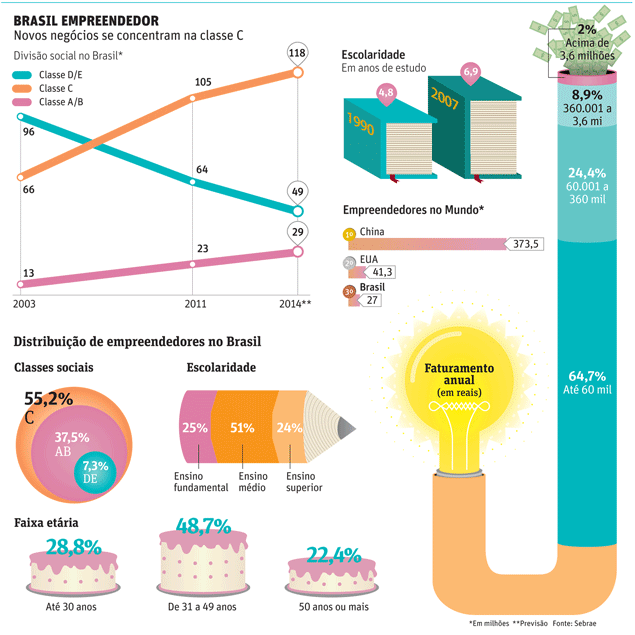 BRASIL EMPREENDEDOR
Novos negócios se concentram na classe C
Divisão social no Brasil*
Classe D/E
Classe C
Classe A/B
96
66
13
105
64
23
118
49
29
2003
2011
2014**
Escolaridade
Em anos de estudo
4,8
1990
6,9
2007
Empreendedores no Mundo*
1º China
373,5
2º EUA
41,3
3º Brasil
27
Distribuição de empreendedores no Brasil
Classes sociais
55,2%
C
37,5%
AB
7,3%
DE
Escolaridade
25%
51%
24%
Ensino
fundamental
Ensino
médio
Ensino
superior
Faixa etária
28,8%
Até 30 anos
48,7%
De 31 a 49 anos
22,4%
50 anos ou mais
Faturamento
anual
(em reais)
2%
Acima de
3,6 milhões
8,9%
360.001 a
3,6 mi
24,4%
60.001 a
360 mil
64,7%
Até 60 mil
*Em milhões **Previsão Fonte: Sebrae